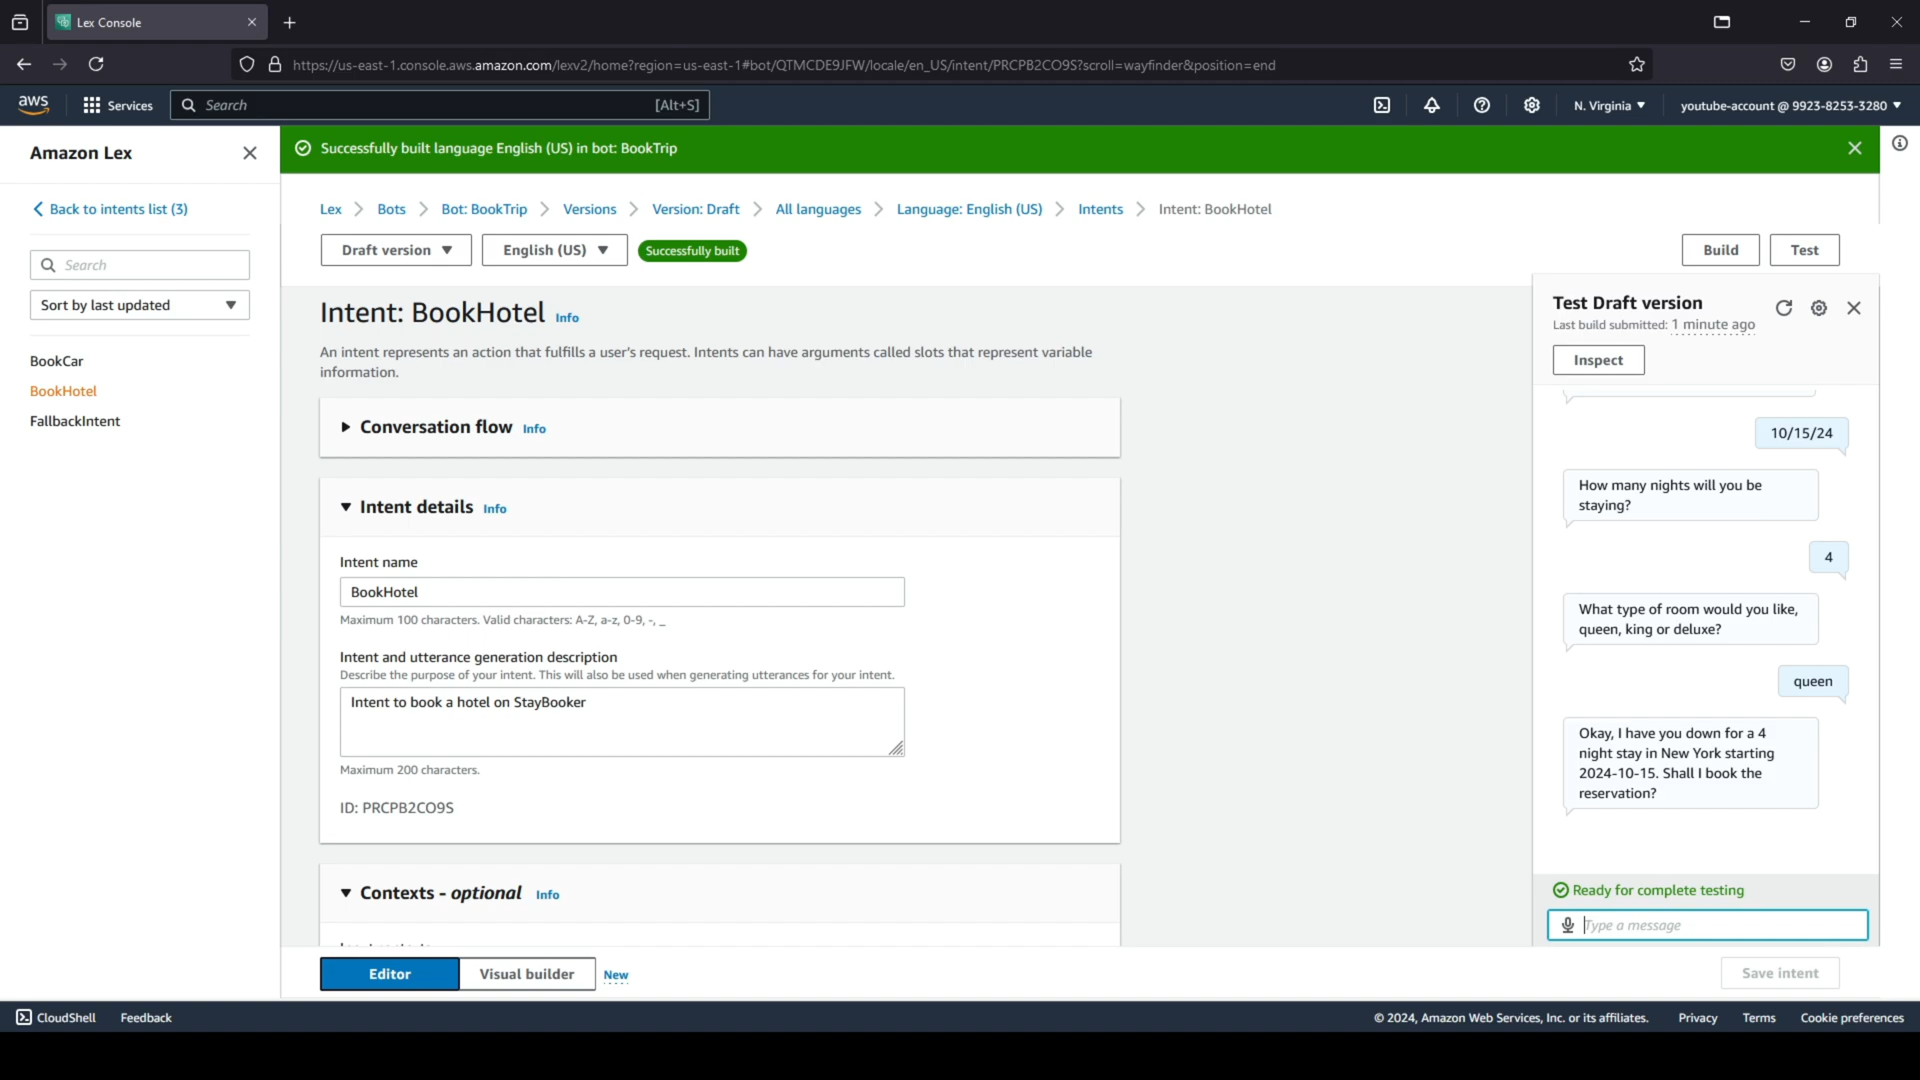 Lex Console
https://us-east-1.console.aws.amazon.com/lexv2/home?region=us-east-1#bot/QTMCDE9JFW/locale/en_US/intent/PRCPB2CO9S?scroll=wayfinder&position=end
aws
Services
Search
[Alt+S]
N. Virginia
youtube-account @ 9923-8253-3280
Amazon Lex
Back to intents list (3)
Search
Sort by last updated
BookCar
BookHotel
FallbackIntent
Successfully built language English (US) in bot: BookTrip
Lex
Bots
Bot: BookTrip
Versions
Version: Draft
All languages
Language: English (US)
Intents
Intent: BookHotel
Draft version
English (US)
Successfully built
Build
Test
Intent: BookHotel Info
An intent represents an action that fulfills a user's request. Intents can have arguments called slots that represent variable
information.
Conversation flow Info
Intent details Info
Intent name
BookHotel
Maximum 100 characters. Valid characters: A-Z, a-z, 0-9, -, _
Intent and utterance generation description
Describe the purpose of your intent. This will also be used when generating utterances for your intent.
Intent to book a hotel on StayBooker
Maximum 200 characters.
ID: PRCPB2CO9S
Contexts - optional Info
Editor
Visual builder
New
Save intent
Test Draft version
Last build submitted: 1 minute ago
Inspect
10/15/24
How many nights will you be
staying?
4
What type of room would you like,
queen, king or deluxe?
queen
Okay, I have you down for a 4
night stay in New York starting
2024-10-15. Shall I book the
reservation?
Ready for complete testing
Type a message
CloudShell
Feedback
© 2024, Amazon Web Services, Inc. or its affiliates.
Privacy
Terms
Cookie preferences